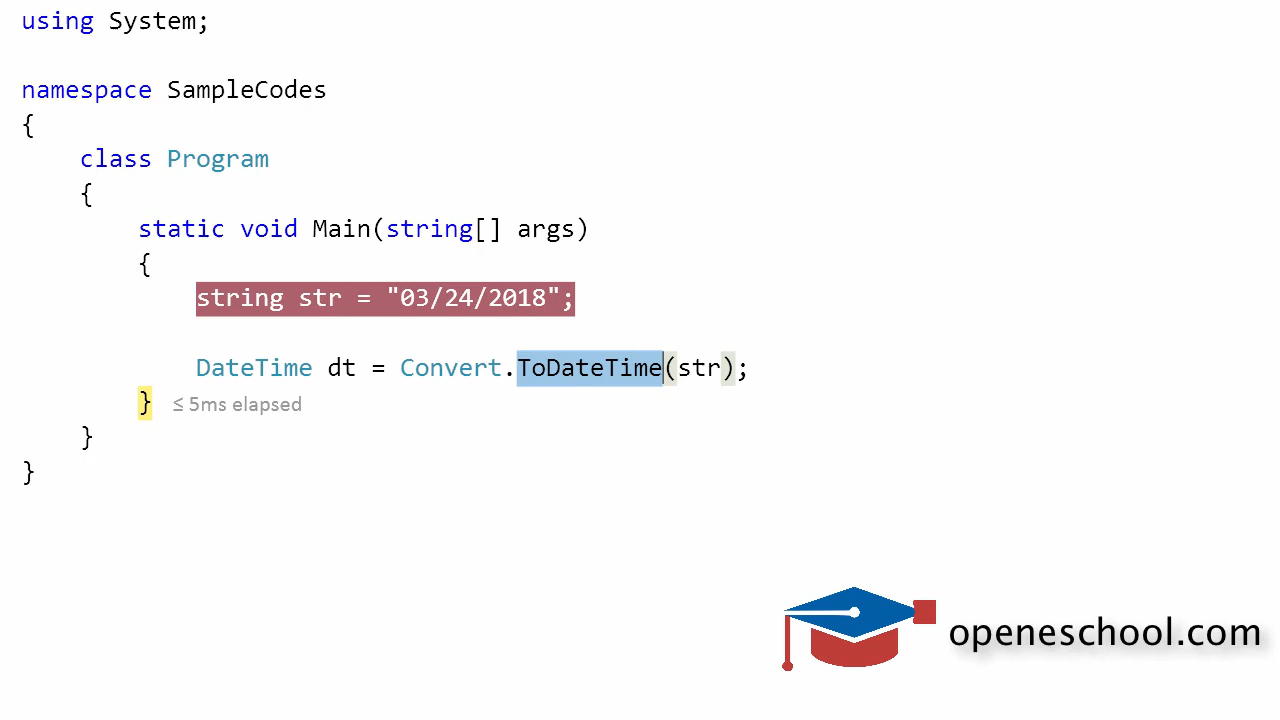 using System;
namespace SampleCodes
{
class Program
{
static void Main(string[] args)
{
string str = "03/24/2018";
DateTime dt = Convert.ToDateTime(str);
} ≤ 5ms elapsed
}
}
openeschool.com